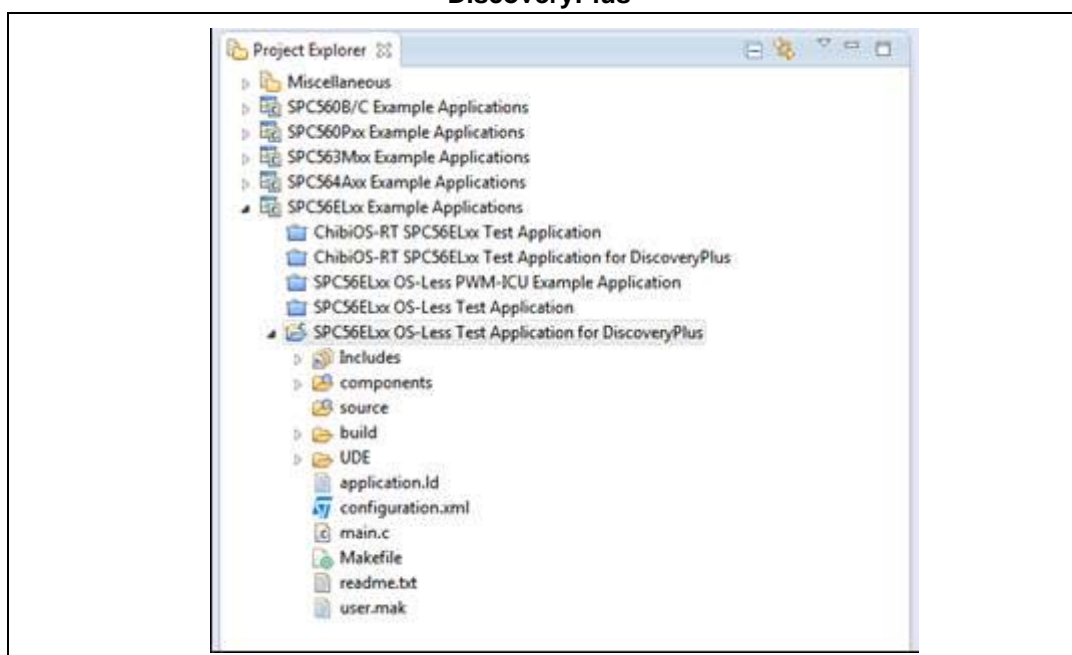 DiscoveryPlus
Project Explorer
Miscellaneous
SPC560B/C Example Applications
SPC560Pxx Example Applications
SPC563Mxx Example Applications
SPC564Axx Example Applications
SPC56ELxx Example Applications
ChibiOS-RT SPC56ELxx Test Application
ChibiOS-RT SPC56ELxx Test Application for DiscoveryPlus
SPC56ELxx OS-Less PWM-ICU Example Application
SPC56ELxx OS-Less Test Application
SPC56ELxx OS-Less Test Application for DiscoveryPlus
Includes
components
source
build
UDE
application.ld
configuration.xml
main.c
Makefile
readme.txt
user.mak